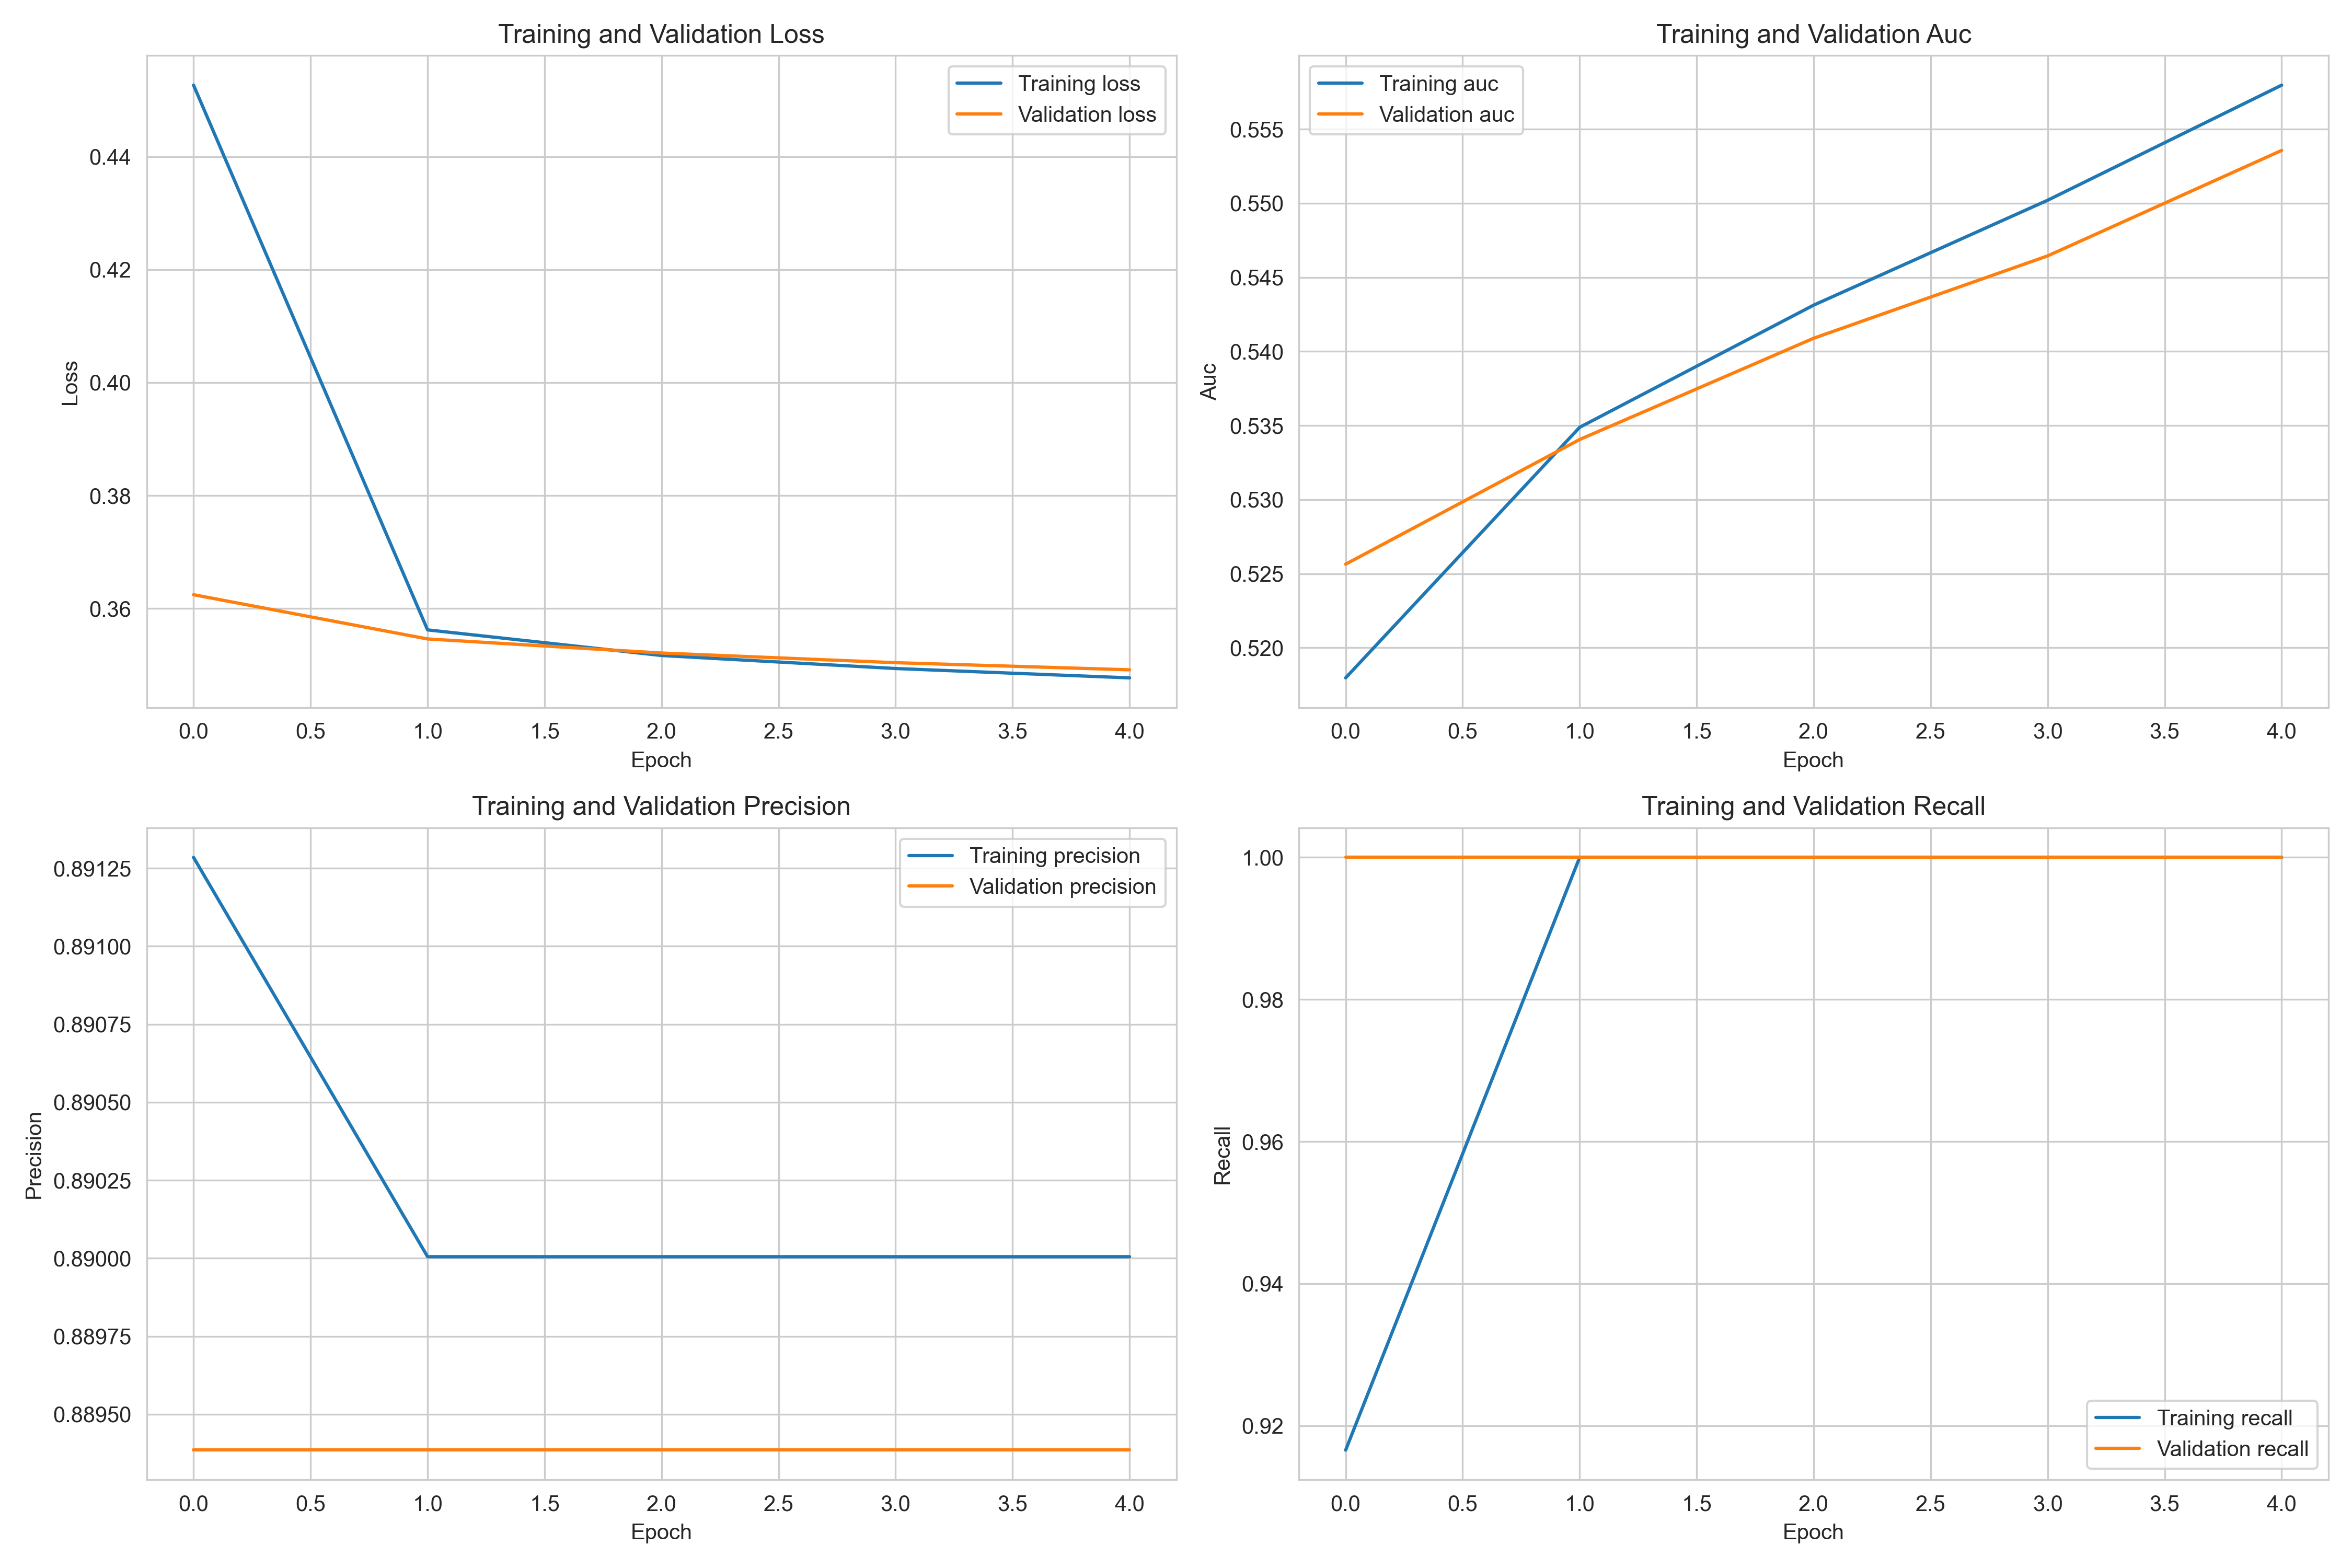 Training and Validation Loss
Training loss
Validation loss
0.44
0.42
0.40
0.38
0.36
Loss
0.0 0.5 1.0 1.5 2.0 2.5 3.0 3.5 4.0
Epoch
Training and Validation Auc
Training auc
Validation auc
0.555
0.550
0.545
0.540
0.535
0.530
0.525
0.520
Auc
0.0 0.5 1.0 1.5 2.0 2.5 3.0 3.5 4.0
Epoch
Training and Validation Precision
Training precision
Validation precision
0.89125
0.89100
0.89075
0.89050
0.89025
0.89000
0.88975
0.88950
Precision
0.0 0.5 1.0 1.5 2.0 2.5 3.0 3.5 4.0
Epoch
Training and Validation Recall
1.00
0.98
0.96
0.94
0.92
Recall
Training recall
Validation recall
0.0 0.5 1.0 1.5 2.0 2.5 3.0 3.5 4.0
Epoch